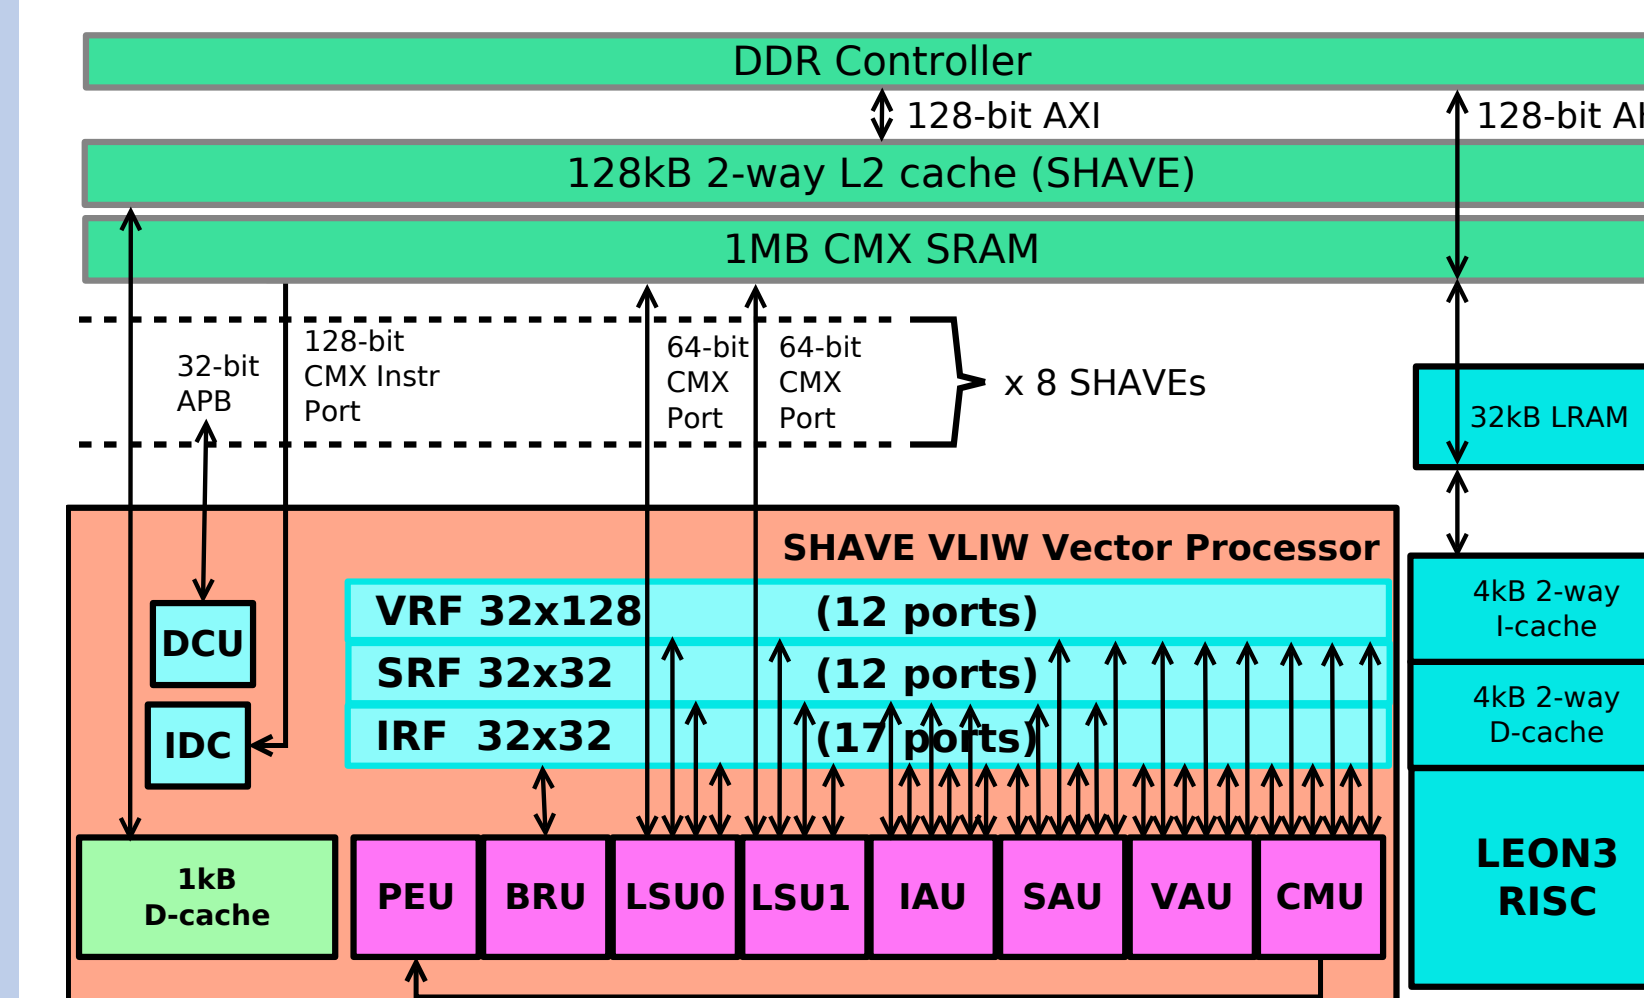 DDR Controller
128-bit AXI
128-bit
128kB 2-way L2 cache (SHAVE)
1MB CMX SRAM
32-bit
APB
128-bit
CMX Instr
Port
64-bit
CMX
Port
64-bit
CMX
Port
x 8 SHAVEs
32kB LRAM
SHAVE VLIW Vector Processor
VRF 32x128 (12 ports)
SRF 32x32 (12 ports)
IRF 32x32 (17 ports)
DCU
IDC
4kB 2-way
I-cache
4kB 2-way
D-cache
1kB
D-cache
PEU
BRU
LSU0
LSU1
IAU
SAU
VAU
CMU
LEON3
RISC